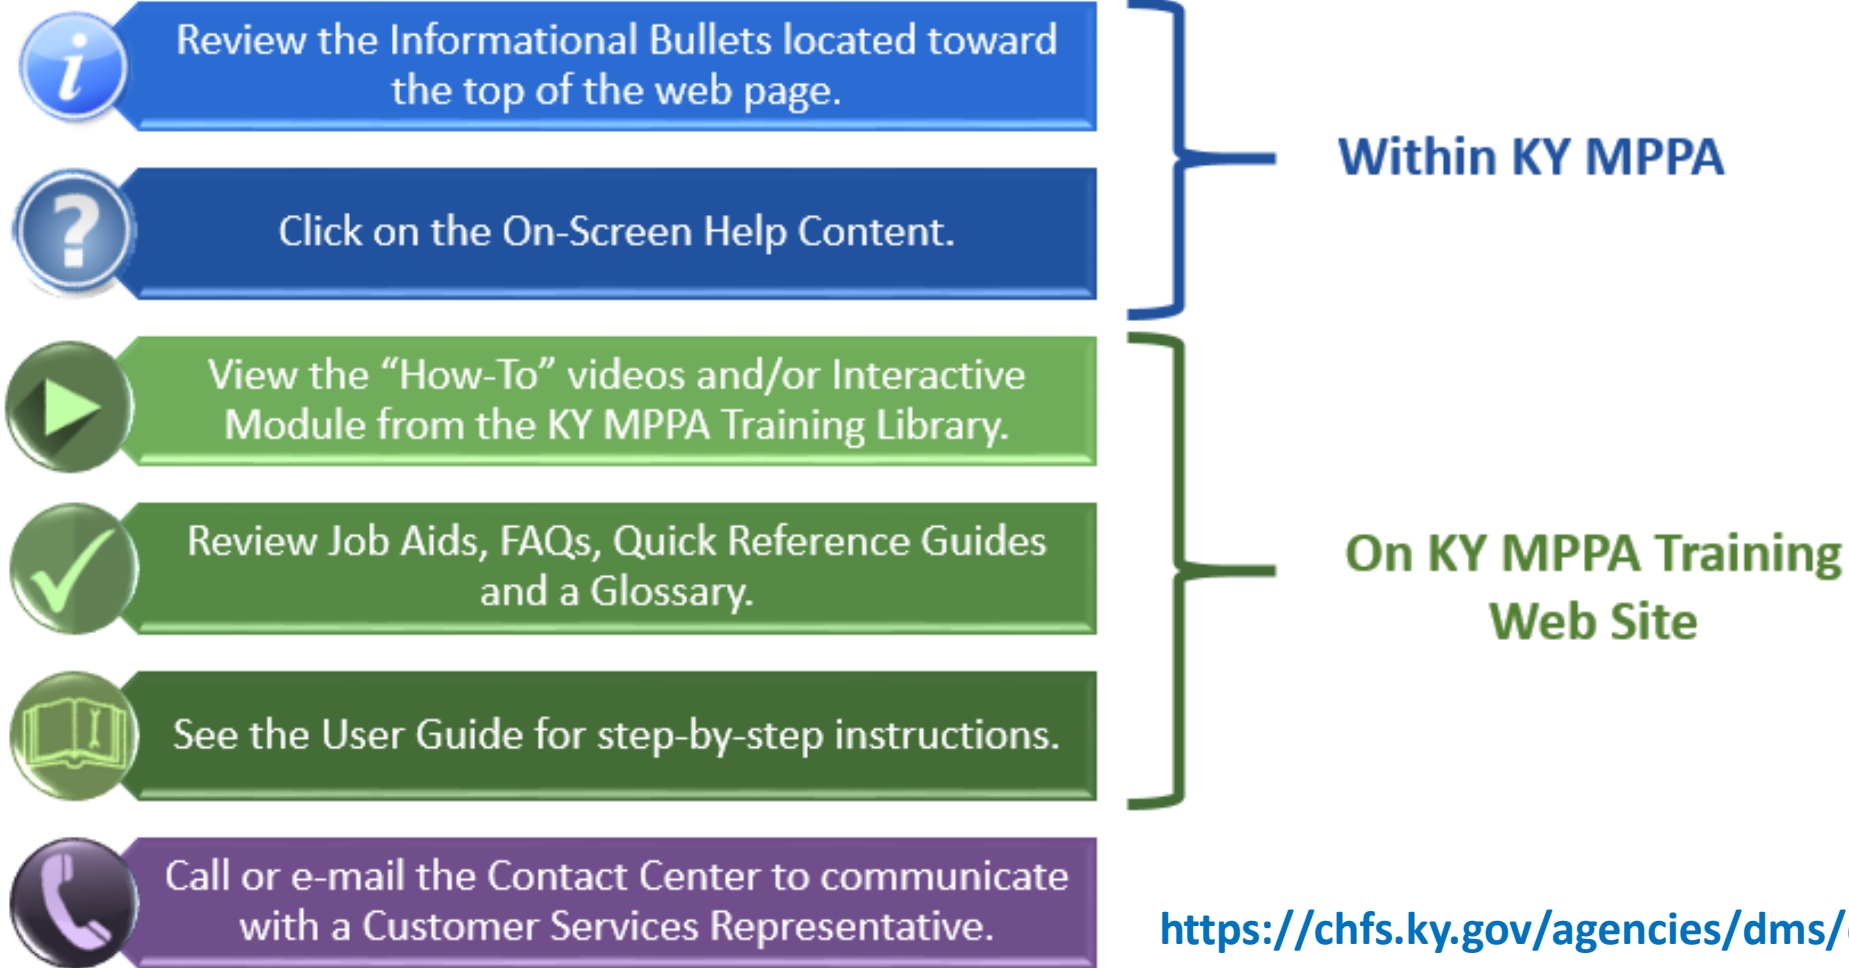 Review the Informational Bullets located toward
the top of the web page.
Click on the On-Screen Help Content.
Within KY MPPA
View the “How-To” videos and/or Interactive
Module from the KY MPPA Training Library.
Review Job Aids, FAQs, Quick Reference Guides
and a Glossary.
See the User Guide for step-by-step instructions.
On KY MPPA Training
Web Site
Call or e-mail the Contact Center to communicate
with a Customer Services Representative.
https://chfs.ky.gov/agencies/dms/